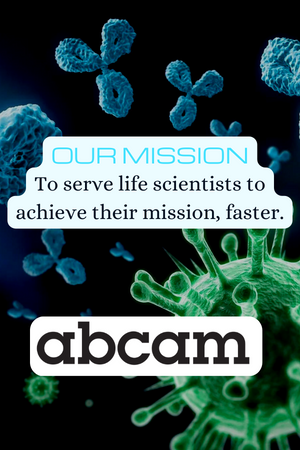 OUR MISSION
To serve life scientists to
achieve their mission, faster.
abcam